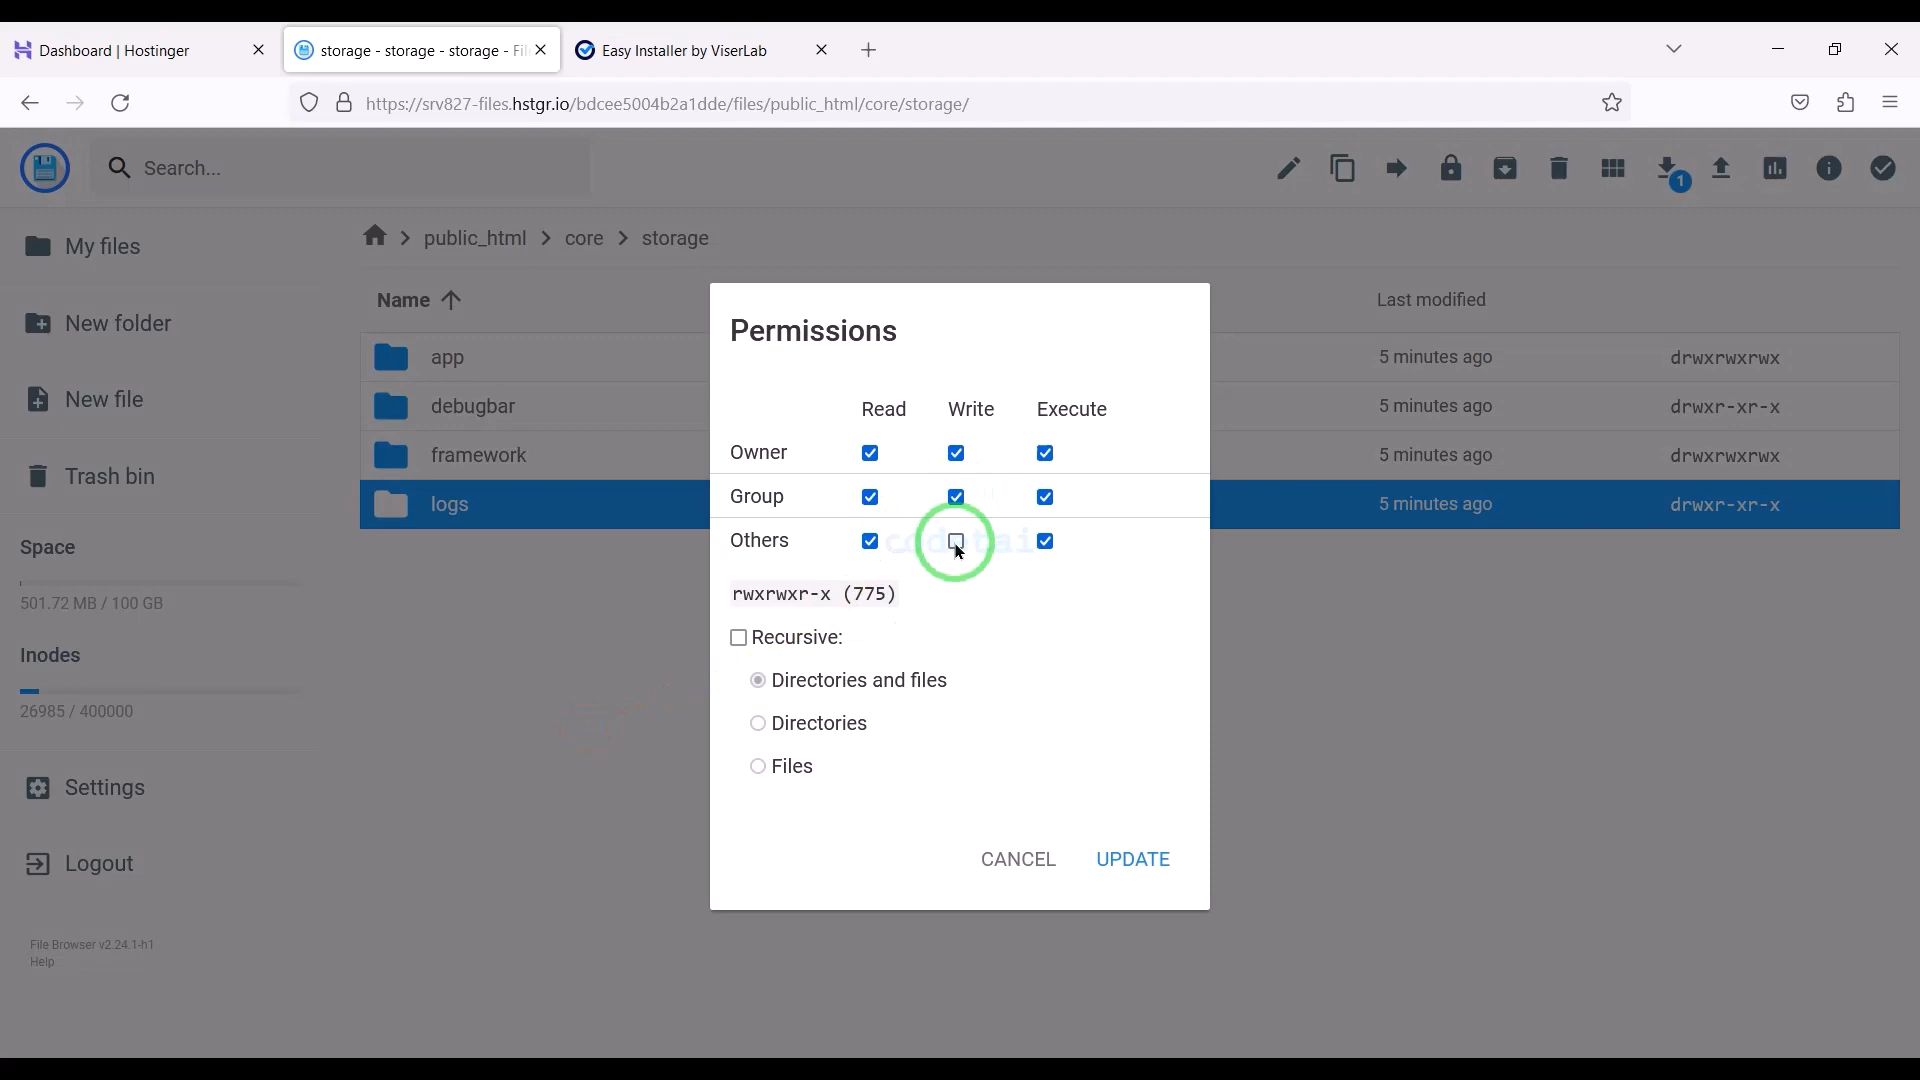 Dashboard | Hostinger
storage - storage - storage - Fil
Easy Installer by ViserLab
https://srv827-files.hstgr.io/bdcee5004b2a1dde/files/public_html/core/storage/
Search...
1
My files
New folder
New file
Trash bin
Space
501.72 MB / 100 GB
Inodes
26985 / 400000
Settings
Logout
File Browser v2.24.1-h1
Help
public_html > core > storage
Name Last modified
app 5 minutes ago drwxrwxrwx
debugbar 5 minutes ago drwxr-xr-x
framework 5 minutes ago drwxrwxrwx
logs 5 minutes ago drwxr-xr-x
Permissions
Read Write Execute
Owner
Group
Others
rwxrwxr-x (775)
Recursive:
Directories and files
Directories
Files
CANCEL UPDATE